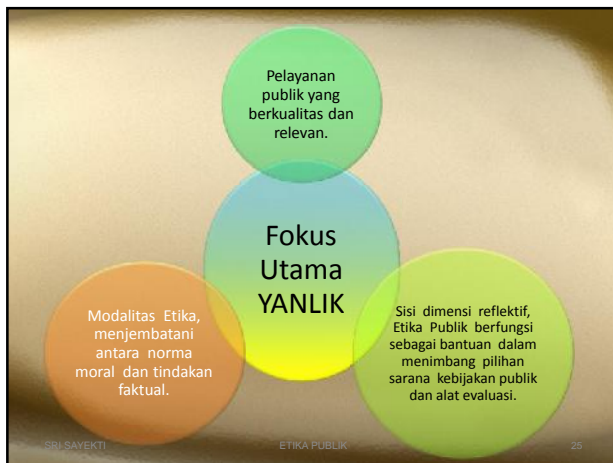 Pelayanan
publik yang
berkualitas dan
relevan.
Fokus
Utama
YANLIK
Modalitas Etika,
menjembatani
antara norma
moral dan tindakan
faktual.
Sisi dimensi reflektif,
Etika Publik berfungsi
sebagai bantuan dalam
menimbang pilihan
sarana kebijakan publik
dan alat evaluasi.
SRI SAYEKTI
ETIKA PUBLIK
25